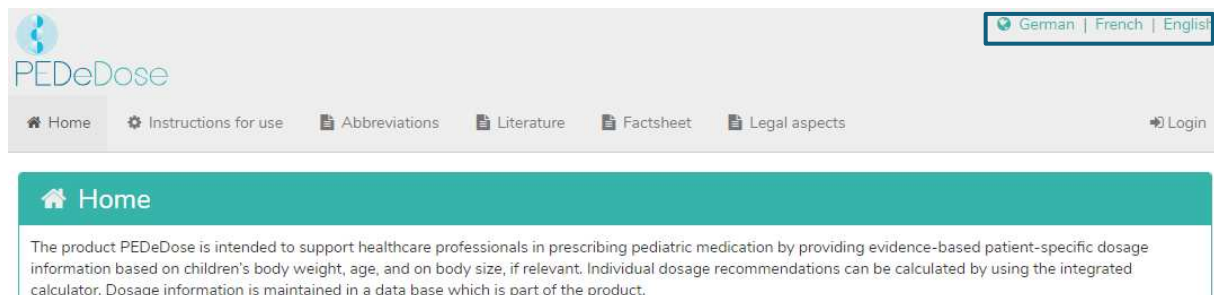 German | French | English
PEDeDose
Home Instructions for use Abbreviations Literature Factsheet Legal aspects Login
Home
The product PEDeDose is intended to support healthcare professionals in prescribing pediatric medication by providing evidence-based patient-specific dosage
information based on children's body weight, age, and on body size, if relevant. Individual dosage recommendations can be calculated by using the integrated
calculator. Dosage information is maintained in a data base which is part of the product.